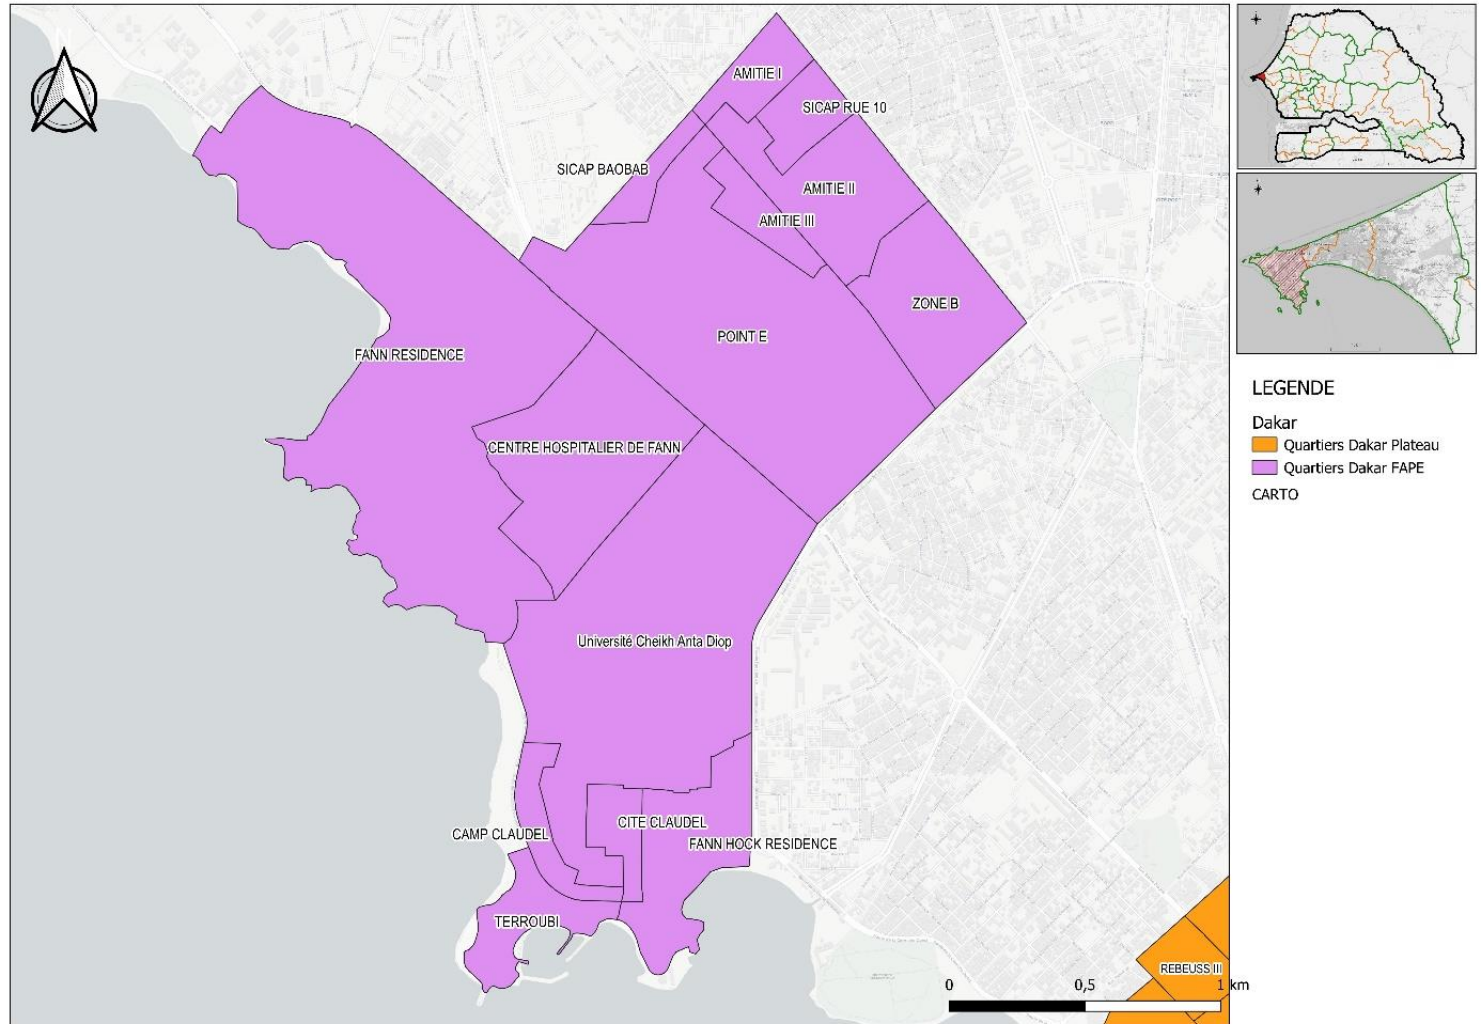 AMITIE I
SICAP RUE 10
SICAP BAOBAB
AMITIE II
AMITIE III
ZONE B
POINT E
FANN RESIDENCE
CENTRE HOSPITALIER DE FANN
Université Cheikh Anta Diop
CAMP CLAUDEL
CITE CLAUDEL
FANN HOCK RESIDENCE
TERROUBI
REBEUSS III
0 0,5 1 km
LEGENDE
Dakar
Quartiers Dakar Plateau
Quartiers Dakar FAPE
CARTO